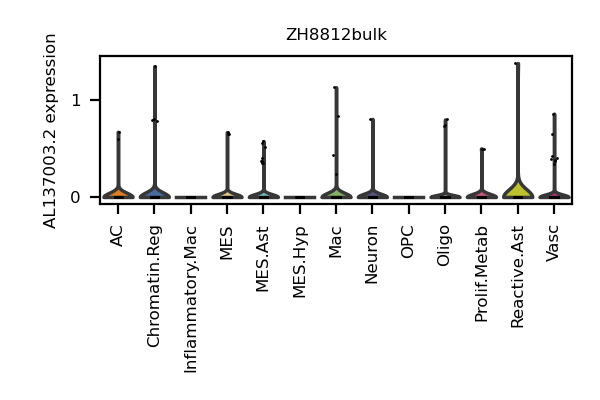 ZH8812bulk
AL137003.2 expression
1
0
AC
Chromatin.Reg
Inflammatory.Mac
MES
MES.Ast
MES.Hyp
Mac
Neuron
OPC
Oligo
Prolif.Metab
Reactive.Ast
Vasc